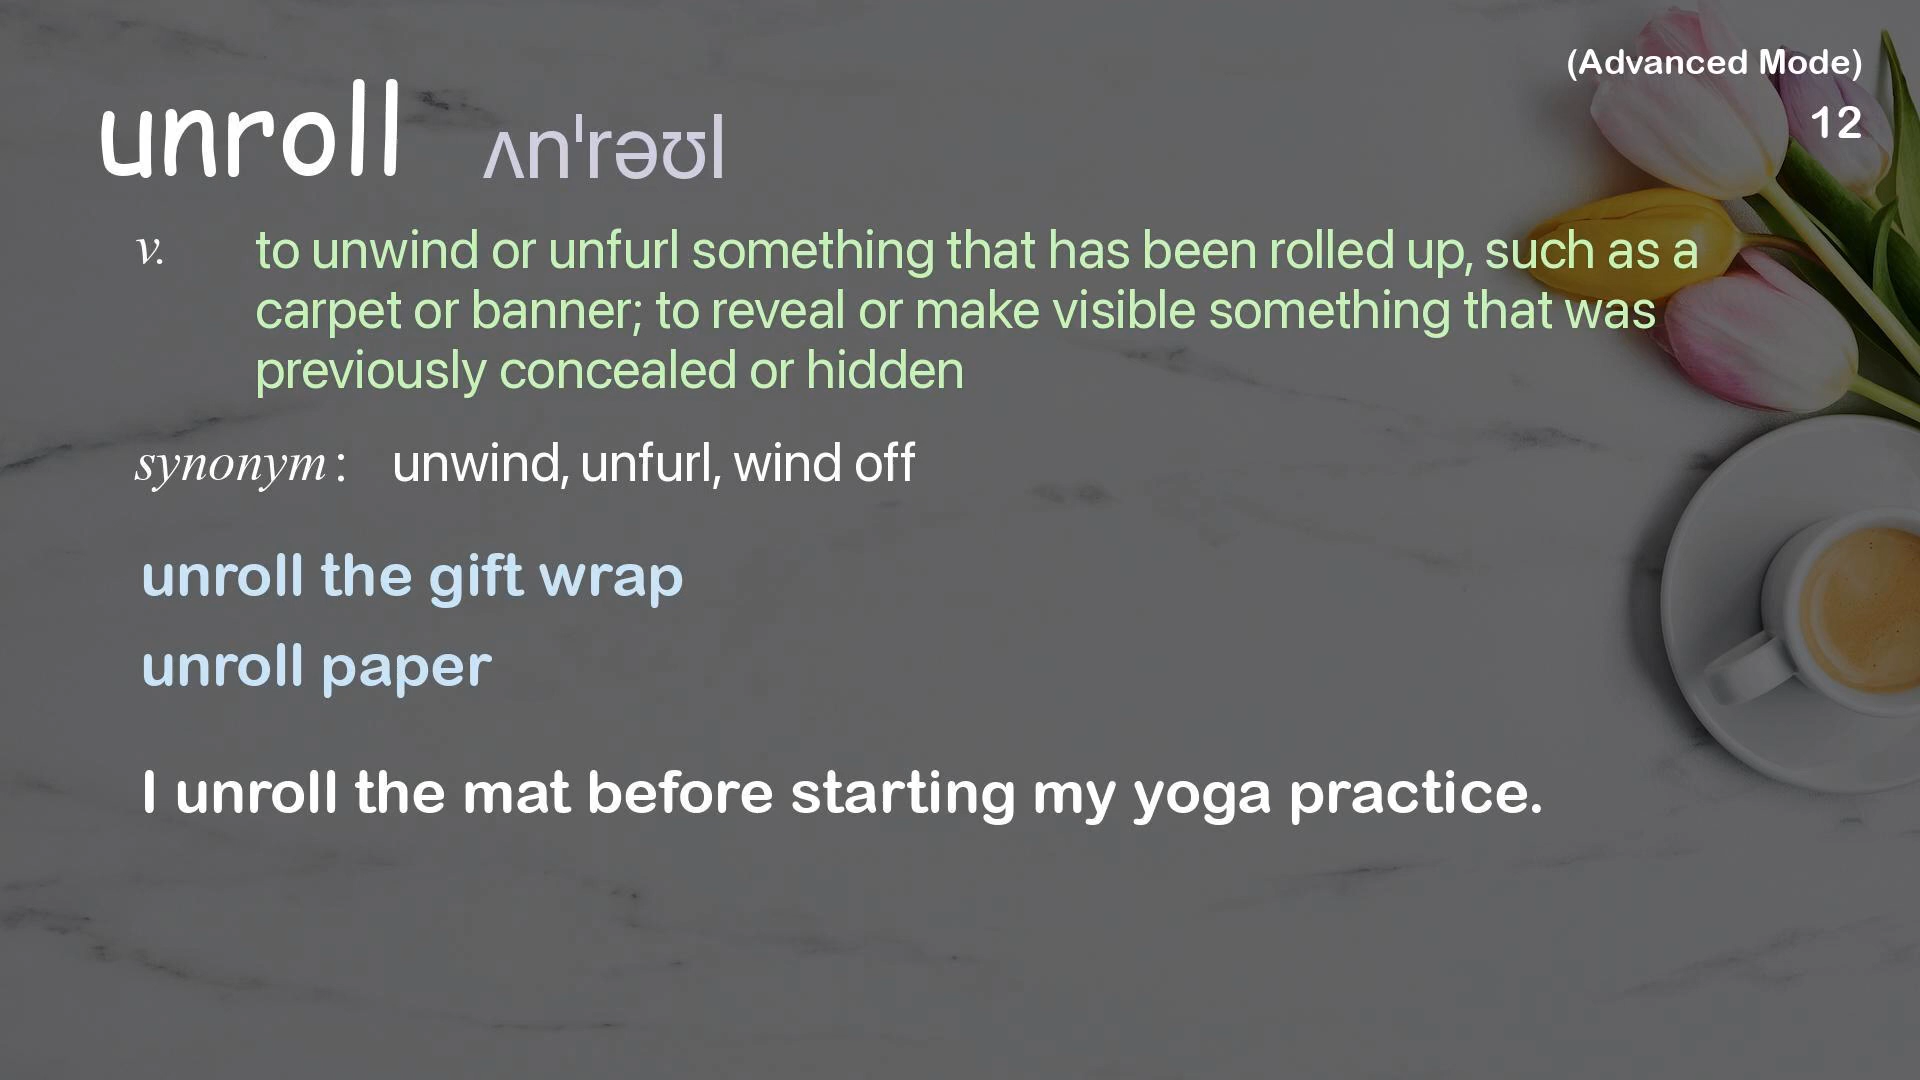 (Advanced Mode)
12
unroll ʌnˈrəʊl
v. to unwind or unfurl something that has been rolled up, such as a
carpet or banner; to reveal or make visible something that was
previously concealed or hidden
synonym: unwind, unfurl, wind off
unroll the gift wrap
unroll paper
I unroll the mat before starting my yoga practice.